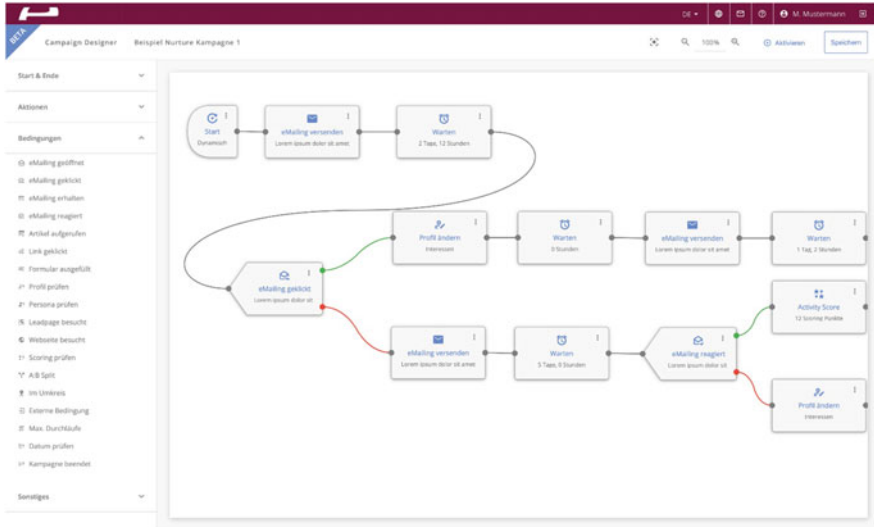 DE
M. Mustermann
BETA
Campaign Designer
Beispiel Nurture Kampagne 1
100%
Aktivieren
Speichern
Start & Ende
Aktionen
Bedingungen
eMailing geöffnet
eMailing geklickt
eMailing erhalten
eMailing reagiert
Artikel aufgerufen
Link geklickt
Formular ausgefüllt
Profil prüfen
Persona prüfen
Leadpage besucht
Webseite besucht
Scoring prüfen
A:B Split
Im Umkreis
Externe Bedingung
Max. Durchläufe
Datum prüfen
Kampagne beendet
Sonstiges
Start
Dynamisch
eMailing versenden
Lorem ipsum dolor sit amet
Warten
2 Tage, 12 Stunden
Profil ändern
Interessen
Warten
0 Stunden
eMailing versenden
Lorem ipsum dolor sit amet
Warten
1 Tag, 2 Stunden
eMailing geklickt
Lorem ipsum dolor sit
Activity Score
12 Scoring Punkte
eMailing versenden
Lorem ipsum dolor sit amet
Warten
5 Tage, 0 Stunden
eMailing reagiert
Lorem ipsum dolor sit
Profil ändern
Interessen